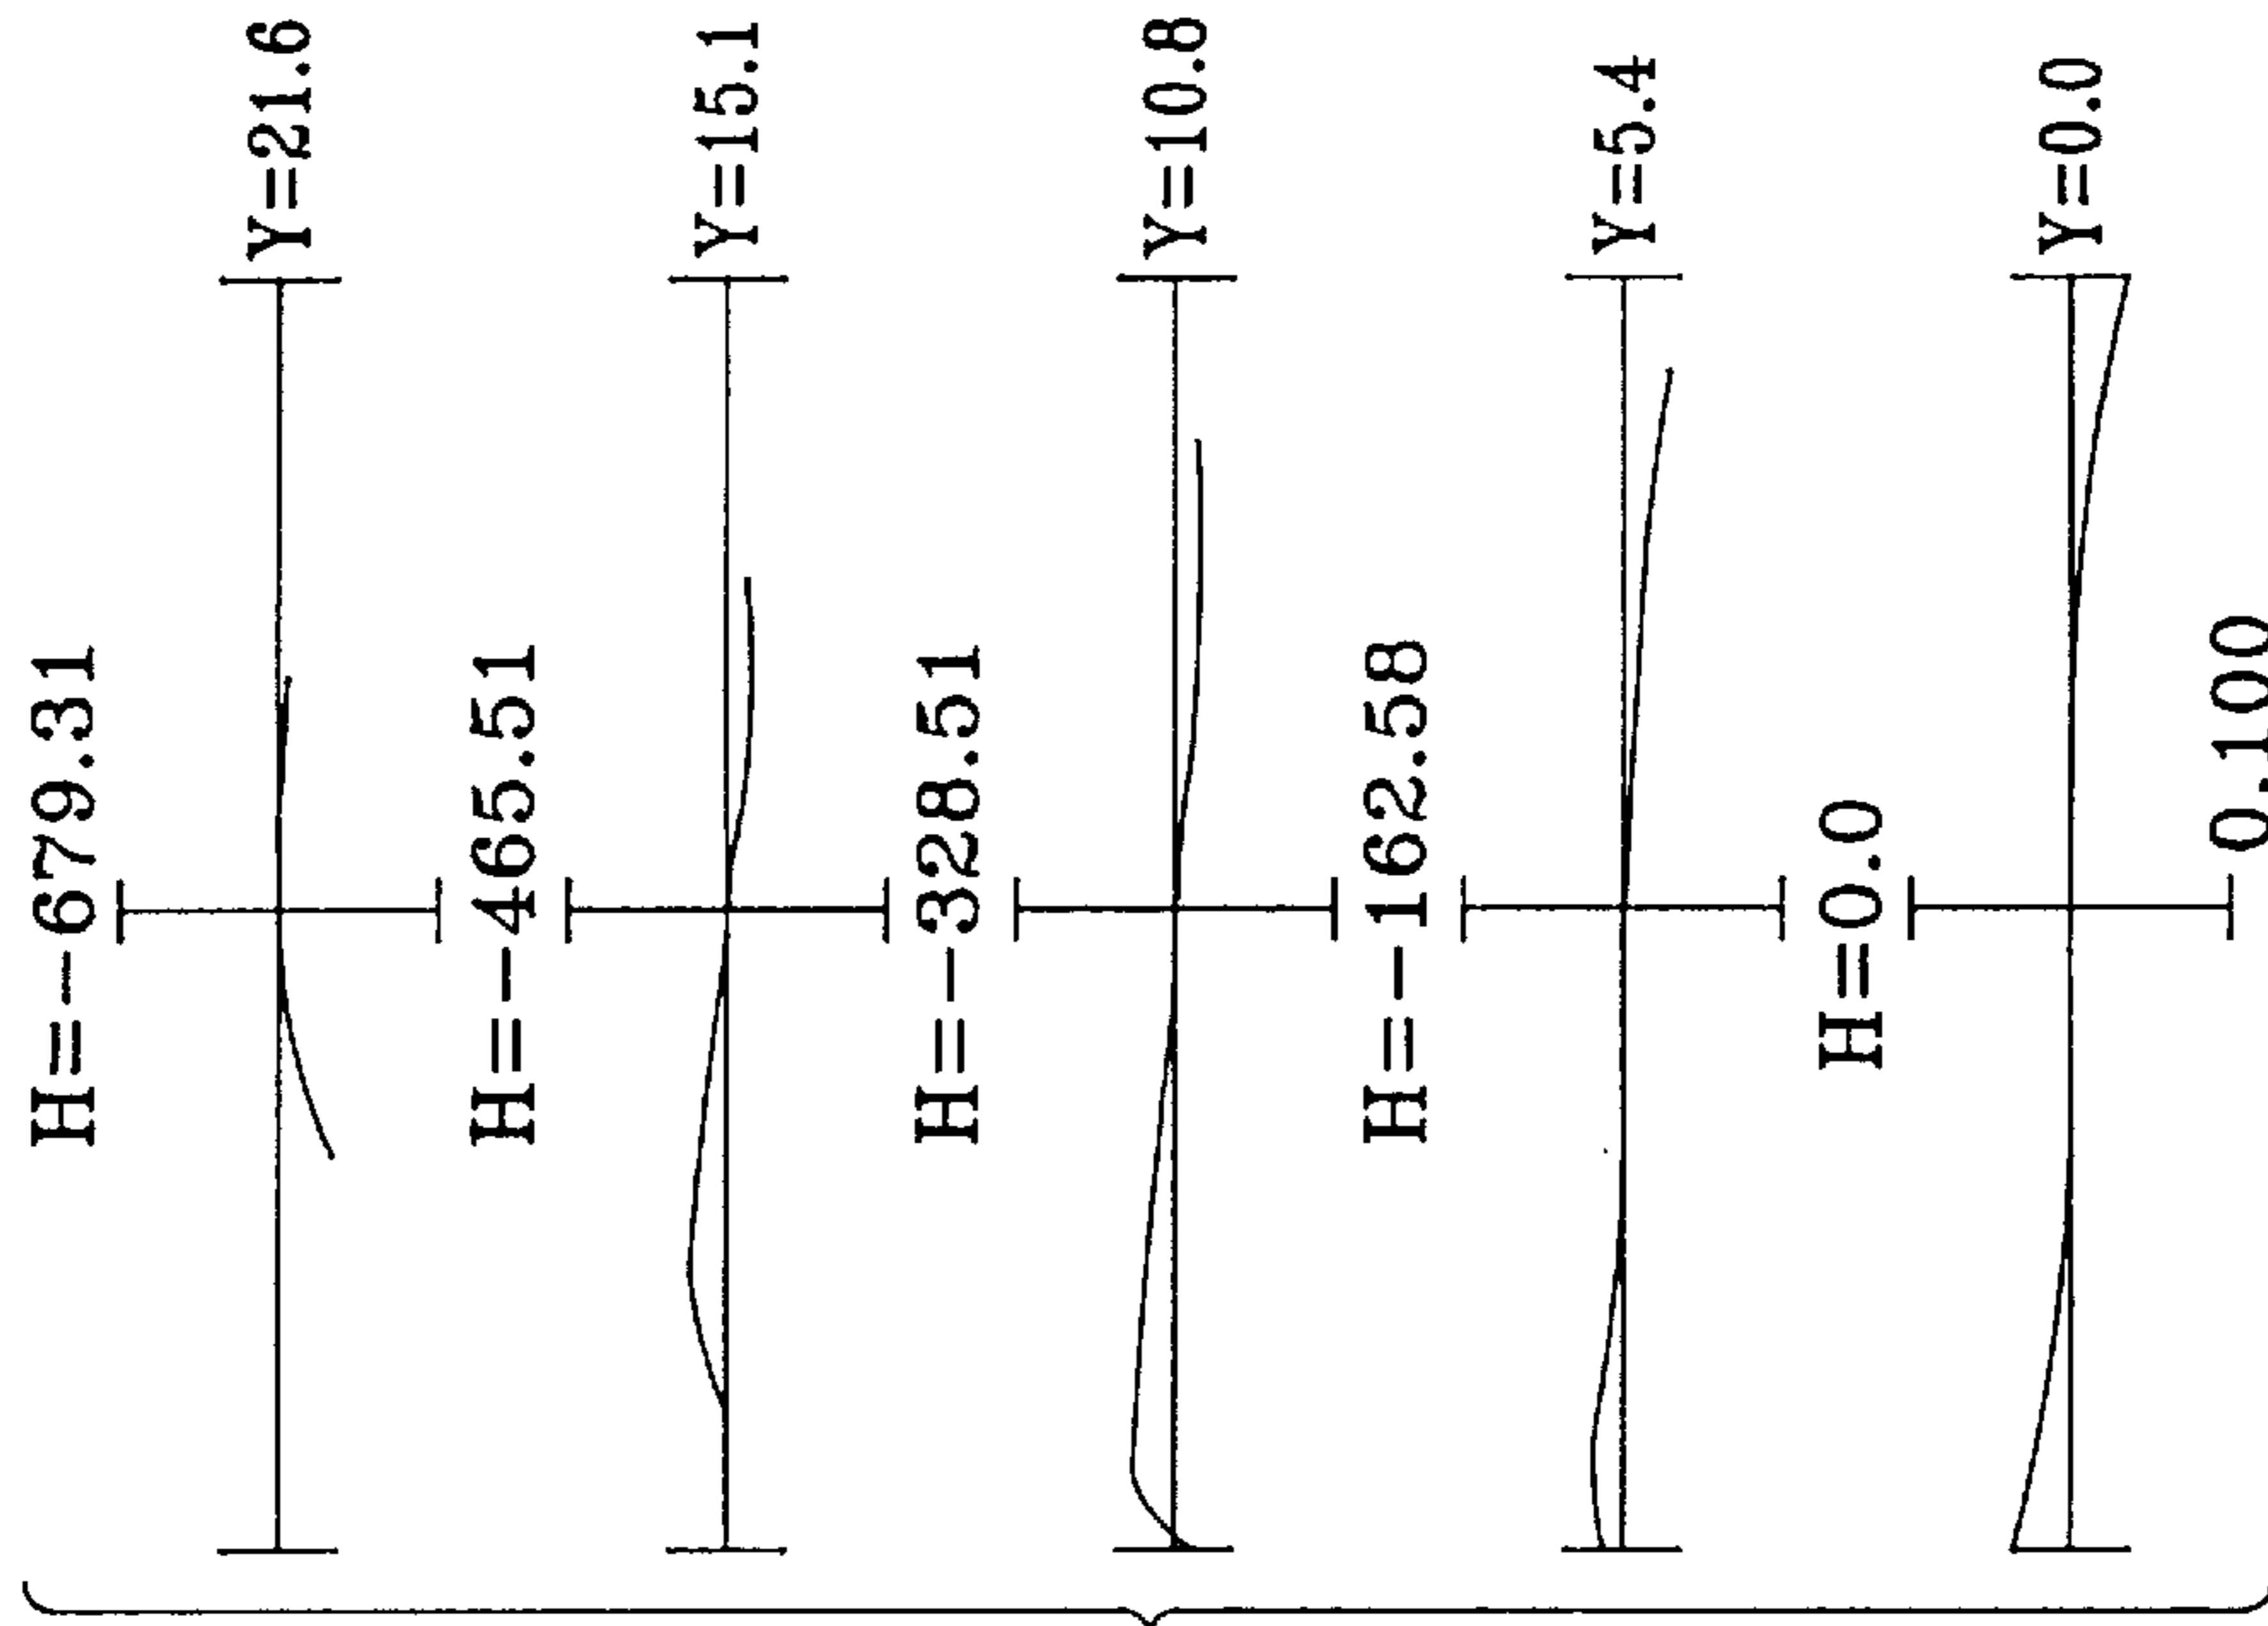 H=-679.31
Y=21.6
H=-465.51
Y=15.1
H=-328.51
Y=10.8
H=-162.58
Y=5.4
H=0.0
Y=0.0
0.100